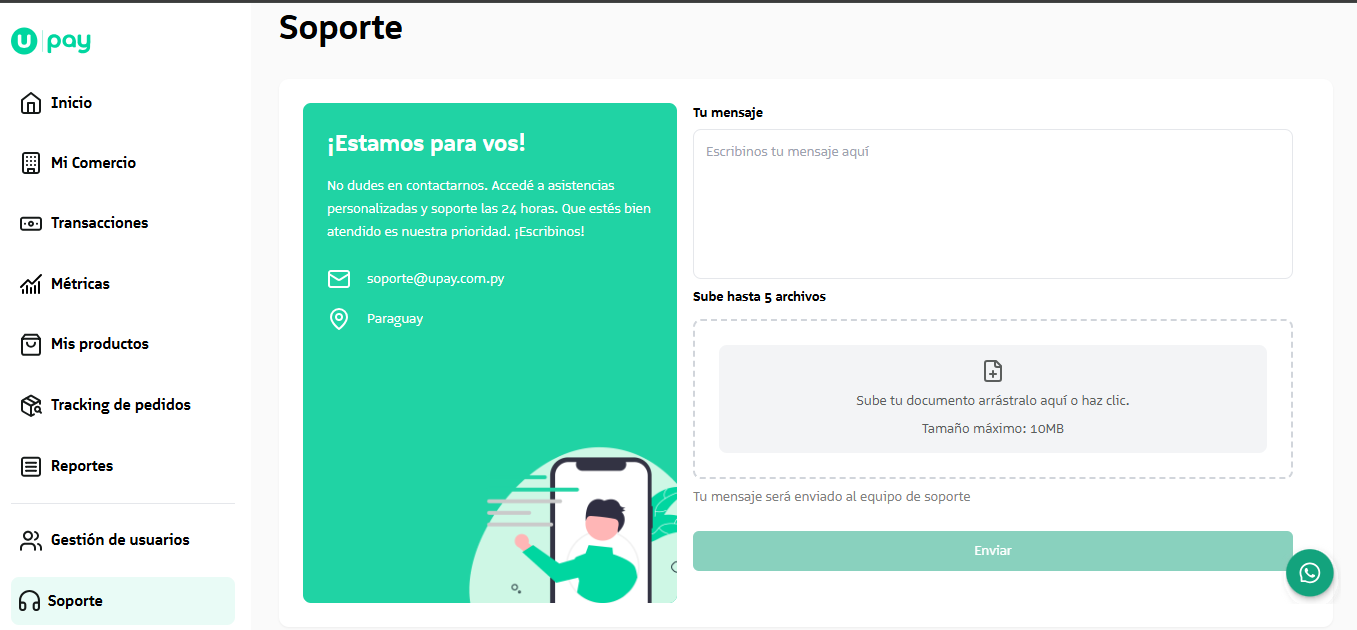 Soporte
U pay
Inicio
Mi Comercio
Transacciones
Métricas
Mis productos
Tracking de pedidos
Reportes
Gestión de usuarios
Soporte
¡Estamos para vos!
No dudes en contactarnos. Accedé a asistencias
personalizadas y soporte las 24 horas. Que estés bien
atendido es nuestra prioridad. ¡Escribinos!
soporte@upay.com.py
Paraguay
Tu mensaje
Escribinos tu mensaje aquí
Sube hasta 5 archivos
Sube tu documento arrástralo aquí o haz clic.
Tamaño máximo: 10MB
Tu mensaje será enviado al equipo de soporte
Enviar